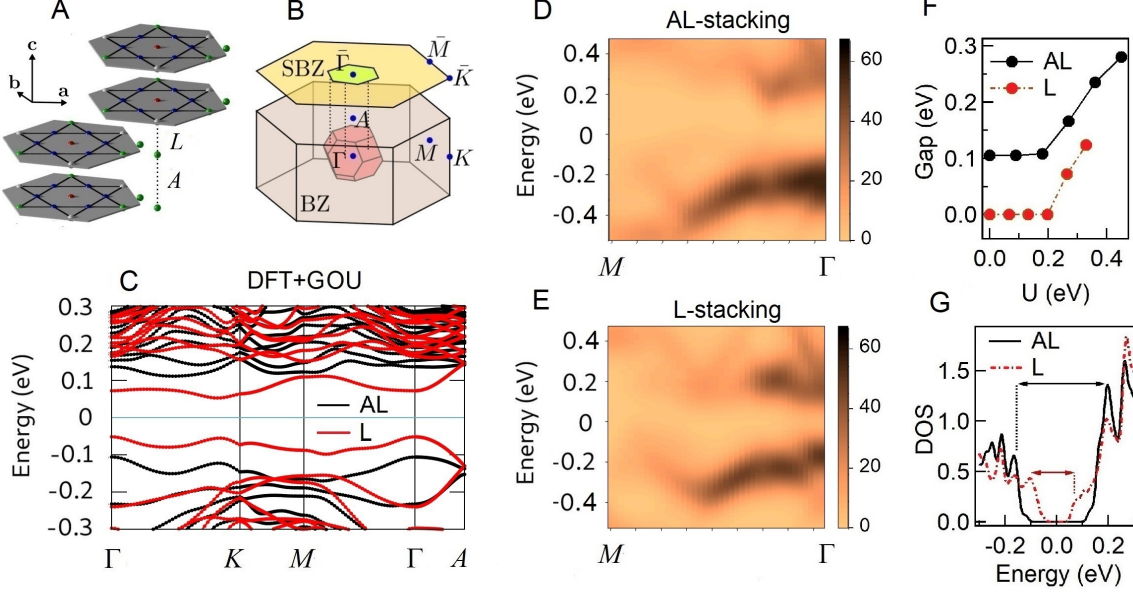 A
c
b
a
L
A
B
SBZ
Γ̄
M̄
K̄
A
Γ
M
K
BZ
C
DFT+GOU
Energy (eV)
0.3
0.2
0.1
0
-0.1
-0.2
-0.3
AL
L
Γ
K
M
Γ
A
D
AL-stacking
Energy (eV)
0.4
0.2
0
-0.2
-0.4
M
Γ
60
40
20
0
E
L-stacking
Energy (eV)
0.4
0.2
0
-0.2
-0.4
M
Γ
60
40
20
0
F
Gap (eV)
0.3
0.2
0.1
0.0
AL
L
0.0
0.2
0.4
U (eV)
G
DOS
1.5
1.0
0.5
0.0
AL
L
-0.2
0.0
0.2
Energy (eV)